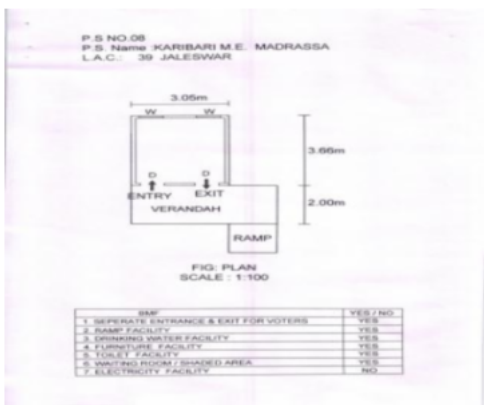 P.S NO.08
P.S. Name :KARIBARI M.E. MADRASSA
L.A.C.: 39 JALESWAR
3.05m
W W
3.66m
D D
ENTRY EXIT
2.00m
VERANDAH
RAMP
FIG: PLAN
SCALE : 1:100
BMF YES / NO
1. SEPERATE ENTRANCE & EXIT FOR VOTERS YES
2. RAMP FACILITY YES
3. DRINKING WATER FACILITY YES
4. FURNITURE FACILITY YES
5. TOILET FACILITY YES
6. WAITING ROOM / SHADED AREA YES
7. ELECTRICITY FACILITY NO